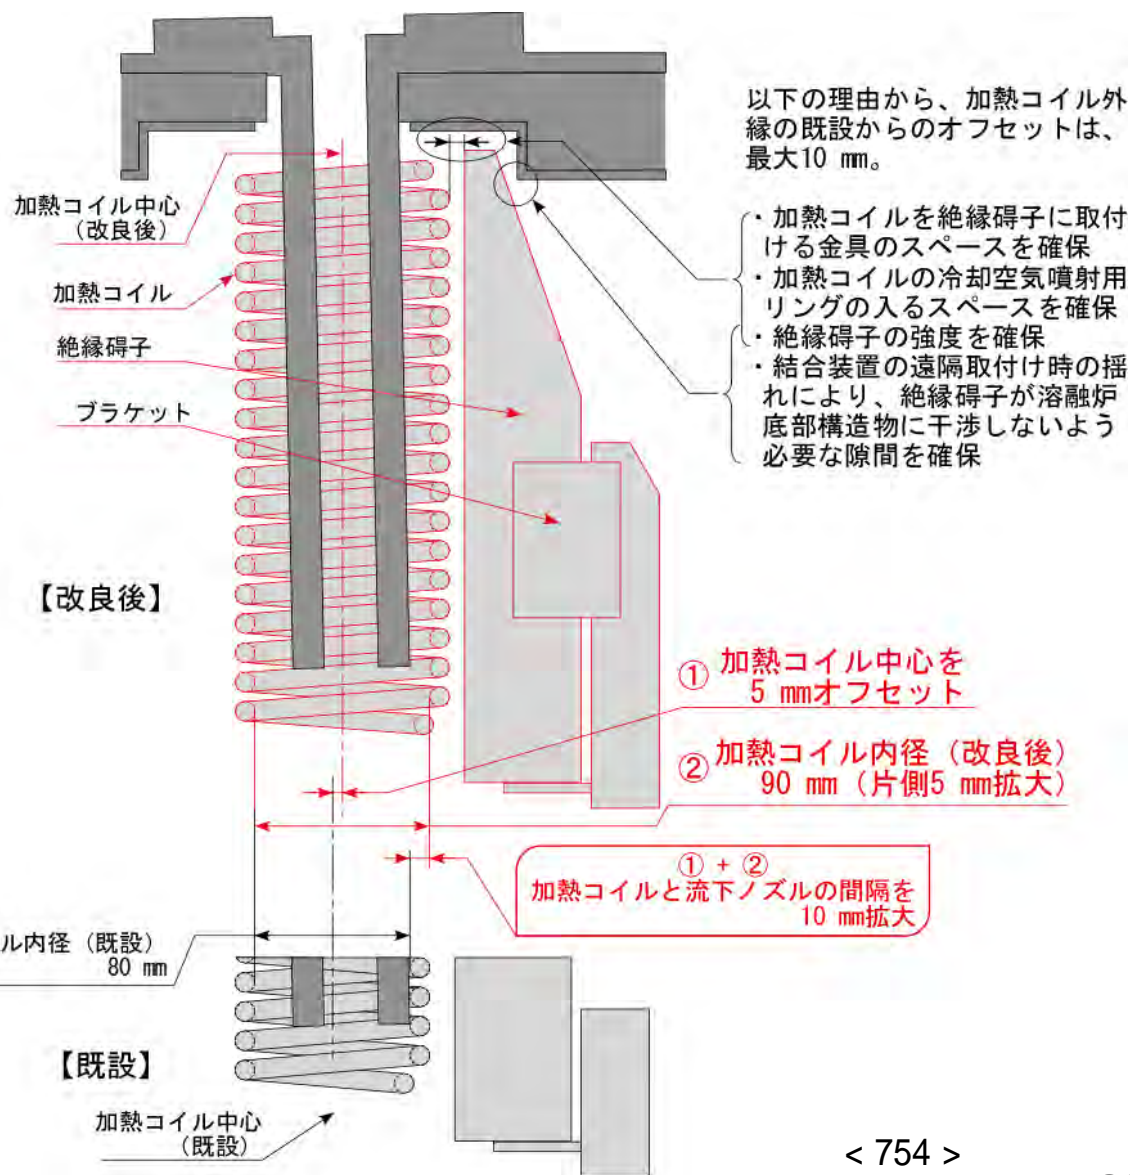 以下の理由から、加熱コイル外
縁の既設からのオフセットは、
最大10 mm。
・加熱コイルを絶縁碍子に取付
ける金具のスペースを確保
・加熱コイルの冷却空気噴射用
リングの入るスペースを確保
・絶縁碍子の強度を確保
・結合装置の遠隔取付け時の揺
れにより、絶縁碍子が溶融炉
底部構造物に干渉しないよう
必要な隙間を確保
加熱コイル中心
(改良後)
加熱コイル
絶縁碍子
ブラケット
【改良後】
① 加熱コイル中心を
5 mmオフセット
② 加熱コイル内径（改良後）
90 mm（片側5 mm拡大）
① + ②
加熱コイルと流下ノズルの間隔を
10 mm拡大
ル内径（既設）
80 mm
【既設】
加熱コイル中心
(既設)
< 754 >